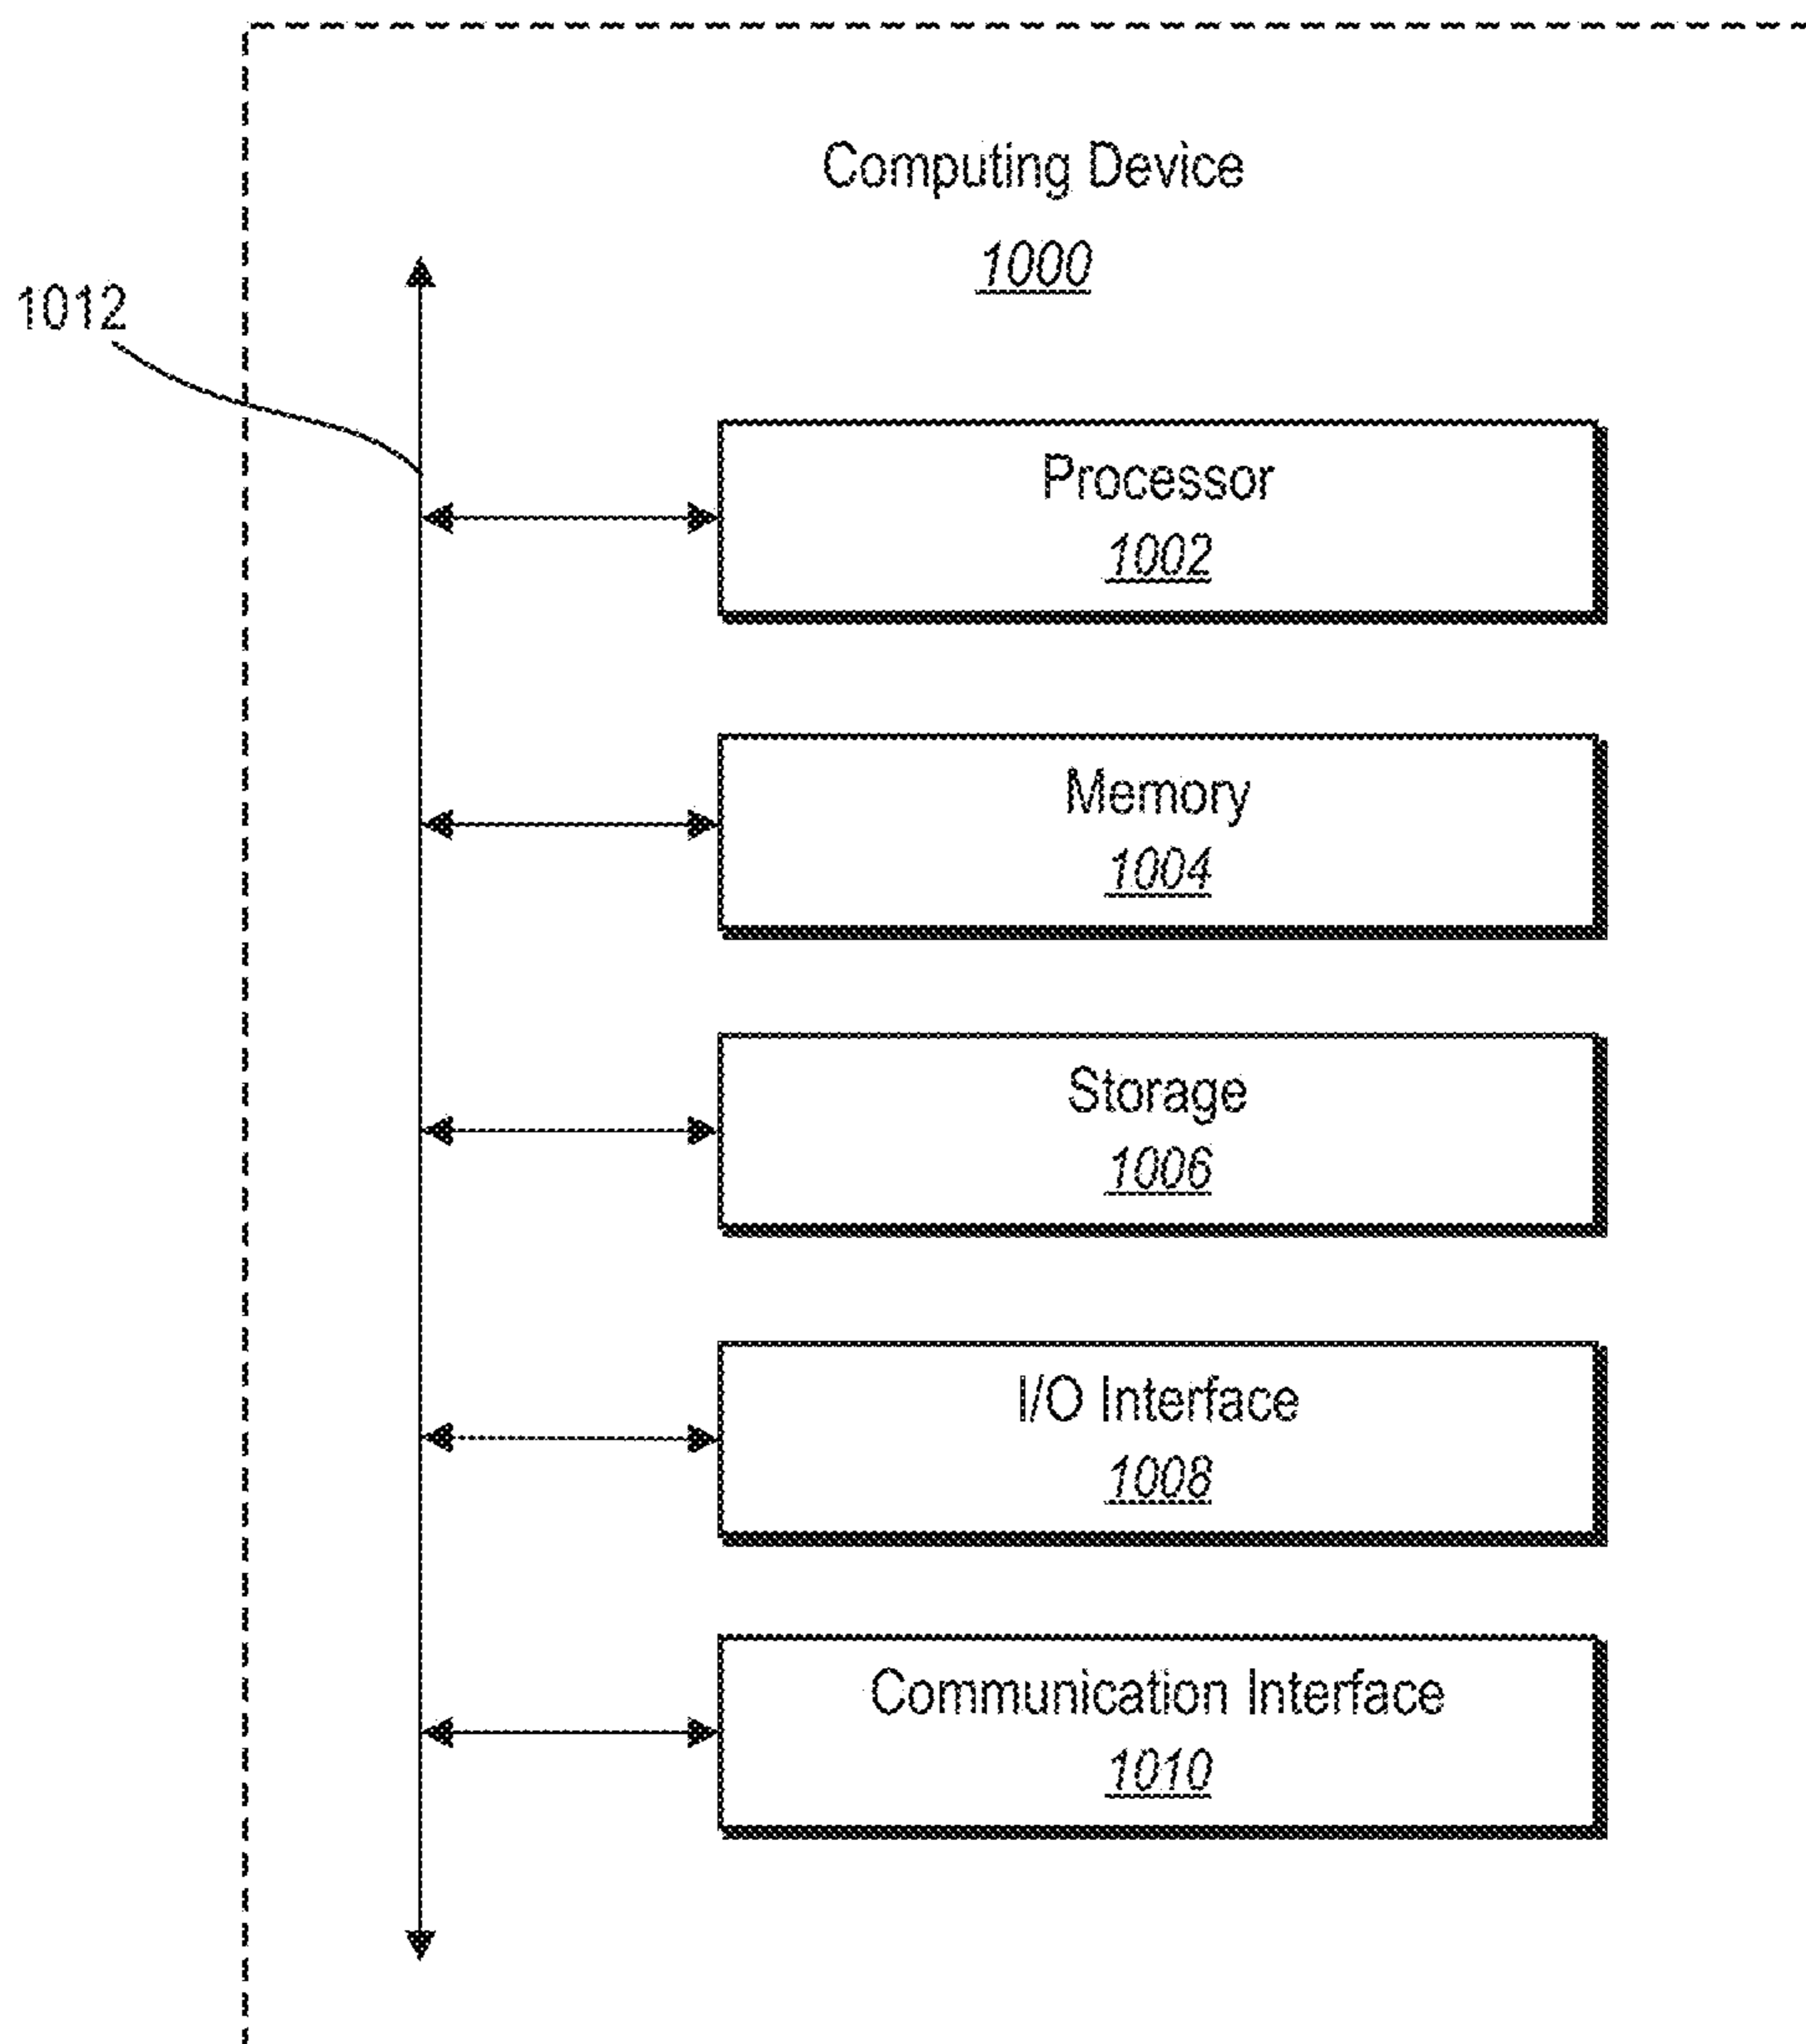 Computing Device
1000
1012
Processor
1002
Memory
1004
Storage
1006
I/O Interface
1008
Communication Interface
1010